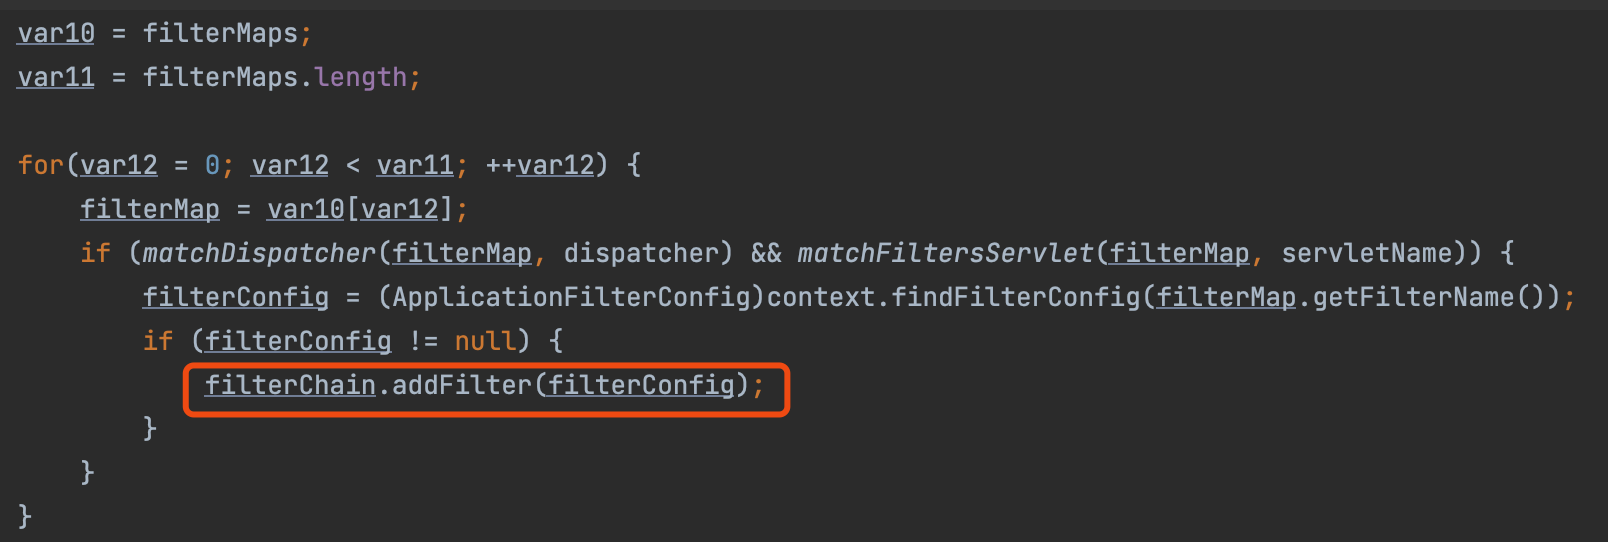 var10 = filterMaps;
var11 = filterMaps.length;
for(var12 = 0; var12 < var11; ++var12) {
filterMap = var10[var12];
if (matchDispatcher(filterMap, dispatcher) && matchFiltersServlet(filterMap, servletName)) {
filterConfig = (ApplicationFilterConfig)context.findFilterConfig(filterMap.getFilterName());
if (filterConfig != null) {
filterChain.addFilter(filterConfig);
}
}
}